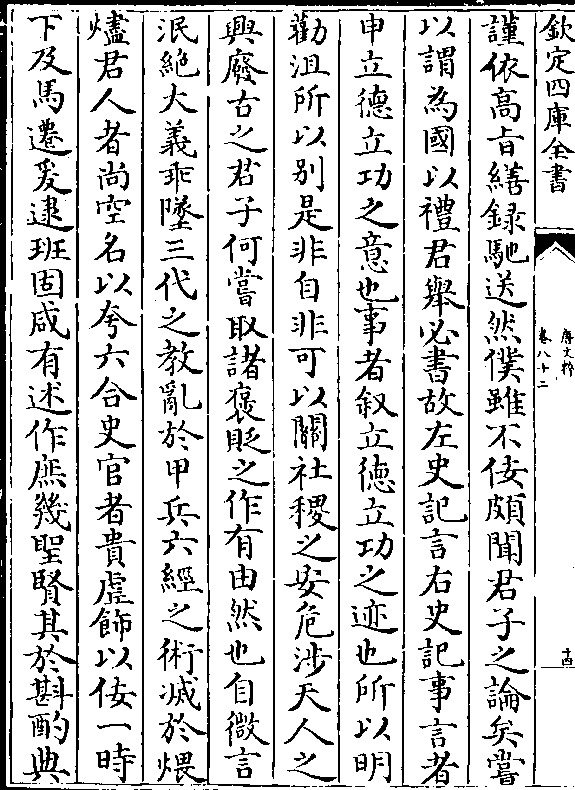 欽定四庫全書
唐文粹
卷八十二
十四
謹依高旨繕録馳送然僕雖不佞頗聞君子之論矣嘗
以謂為國以禮君舉必書故左史記言右史記事言者
申立德立功之意也事者叙立德立功之迹也所以明
勸沮所以别是非自非可以關社稷之安危涉天人之
興廢古之君子何嘗取諸褒貶之作有由然也自微言
泯絶大義乖墜三代之教亂於甲兵六經之術滅於煨
燼君人者尚空名以夸六合史官者貴虚飾以佞一時
下及馬遷爰逮班固咸有述作庶幾聖賢其於斟酌典